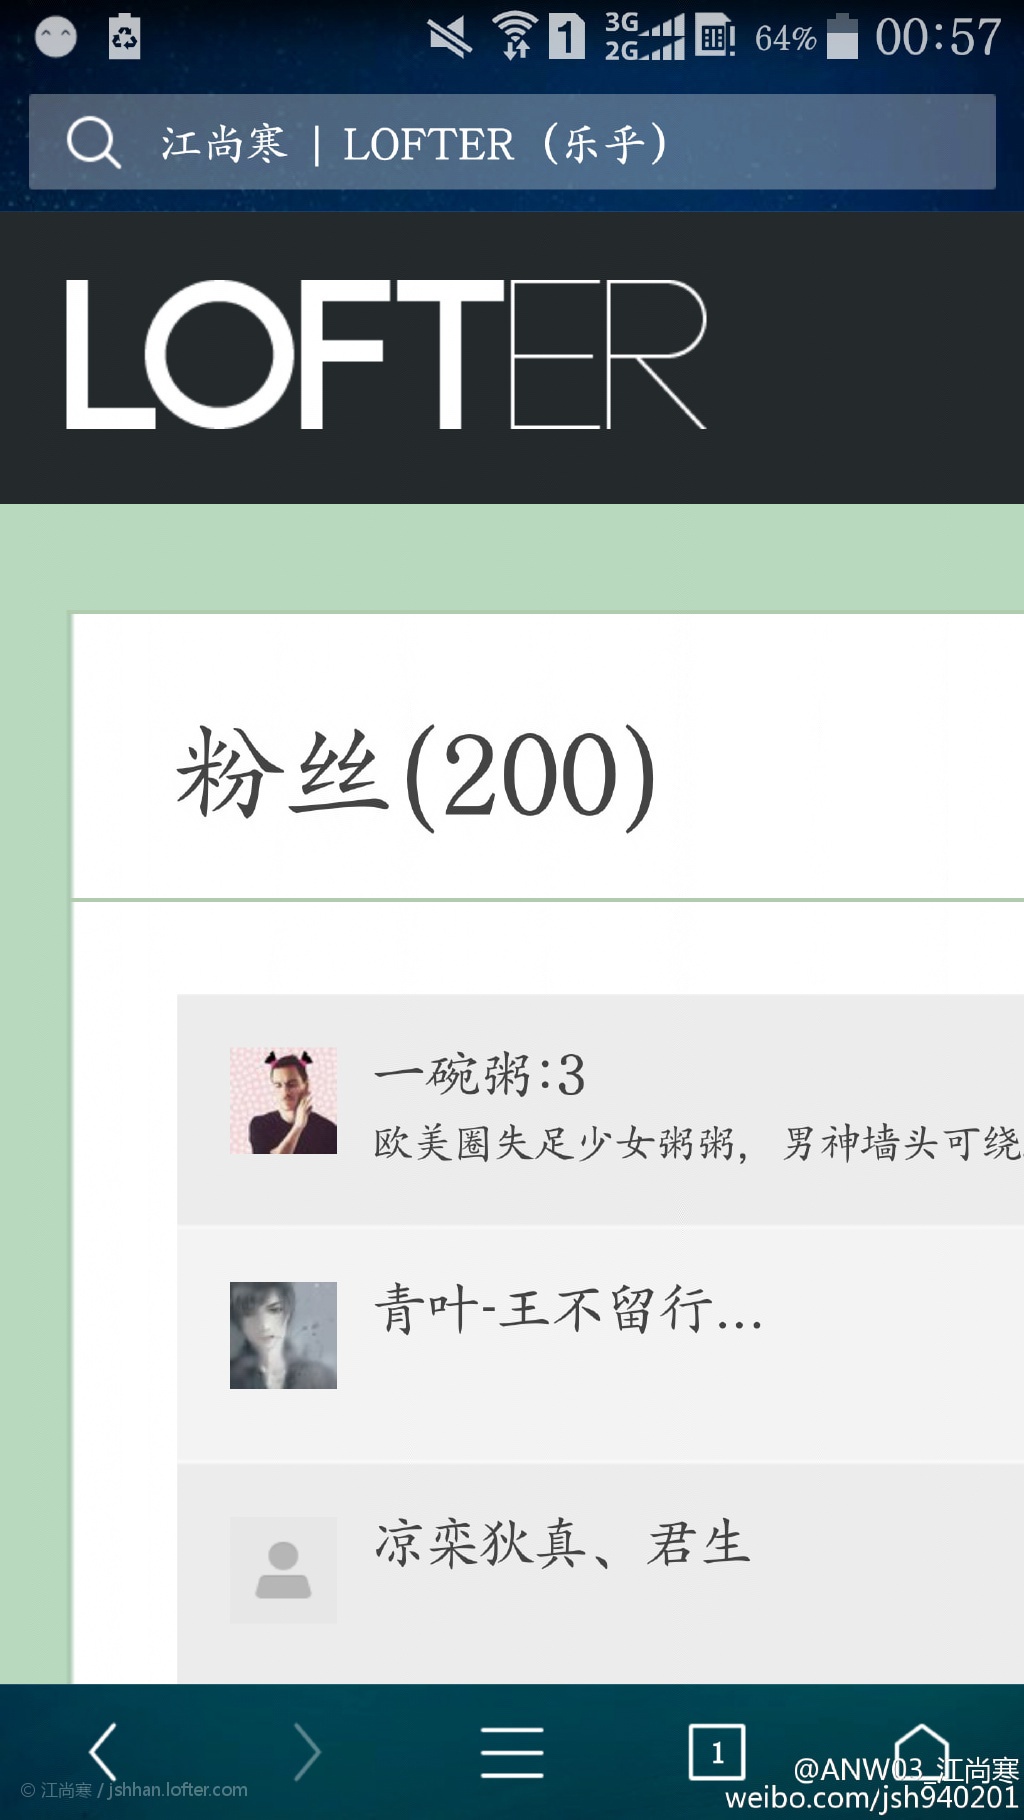 1 3G 2G 64% 00:57
江尚寒 | LOFTER（乐乎）
LOFTER
粉丝(200)
一碗粥:3
欧美圈失足少女粥粥，男神墙头可绕
青叶-王不留行...
凉栾狄真、君生
1
@ANW03_江尚寒
© 江尚寒 / jshhan.lofter.com
weibo.com/jsh940201